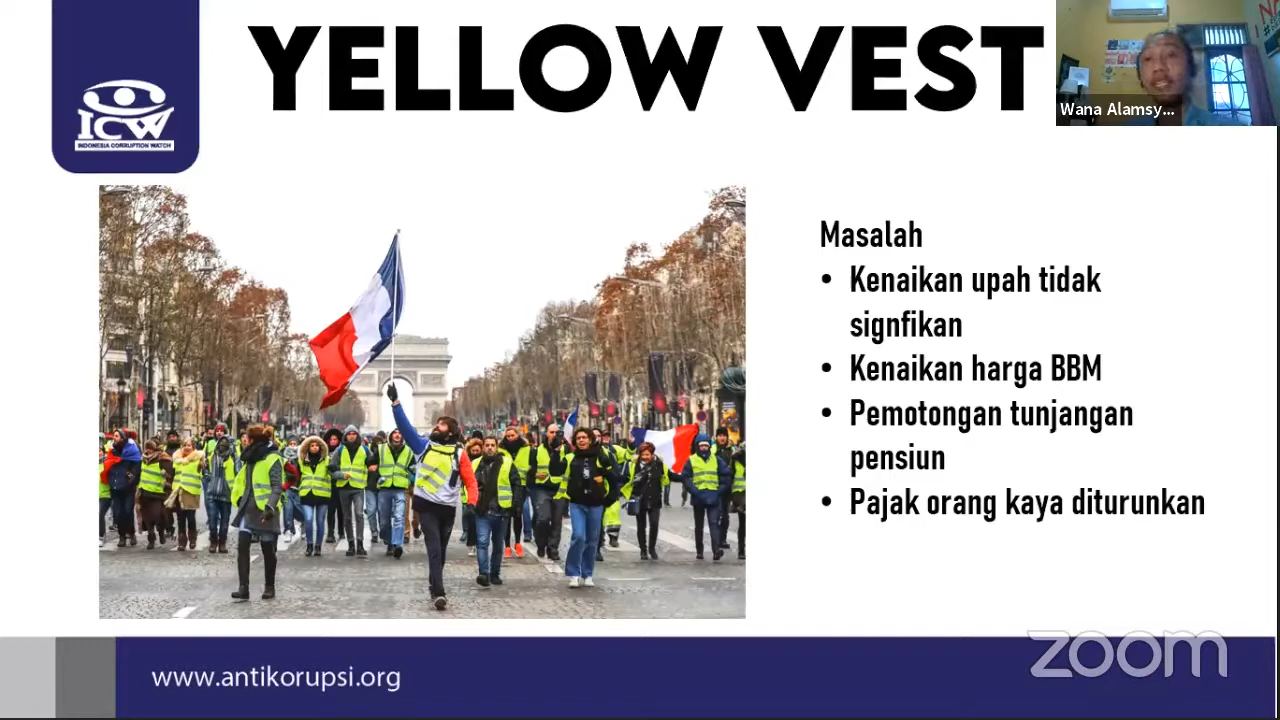 YELLOW VEST
Wana Alamsy...
ICW
INDONESIA CORRUPTION WATCH
Masalah
• Kenaikan upah tidak
signfikan
• Kenaikan harga BBM
• Pemotongan tunjangan
pensiun
• Pajak orang kaya diturunkan
zoom
www.antikorupsi.org